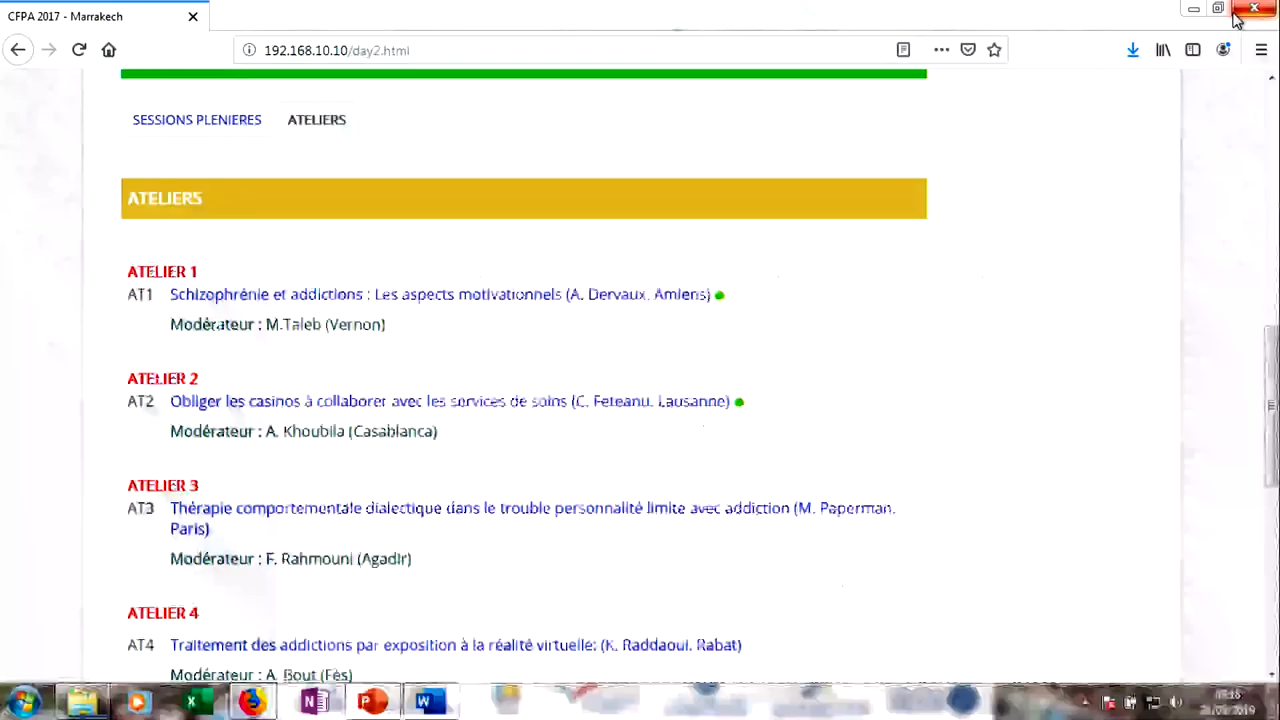 CFPA 2017 - Marrakech
192.168.10.10/day2.html
SESSIONS PLENIERES ATELIERS
ATELIERS
ATELIER 1
AT1 Schizophrénie et addictions : Les aspects motivationnels (A. Dervaux. Amiens)
Modérateur : M.Taleb (Vernon)
ATELIER 2
AT2 Obliger les casinos à collaborer avec les services de soins (C. Feteanu. Lausanne)
Modérateur : A. Khoubila (Casablanca)
ATELIER 3
AT3 Thérapie comportementale dialectique dans le trouble personnalité limite avec addiction (M. Paperman.
Paris)
Modérateur : F. Rahmouni (Agadir)
ATELIER 4
AT4 Traitement des addictions par exposition à la réalité virtuelle: (K. Raddaoui. Rabat)
Modérateur : A. Bout (Fès)